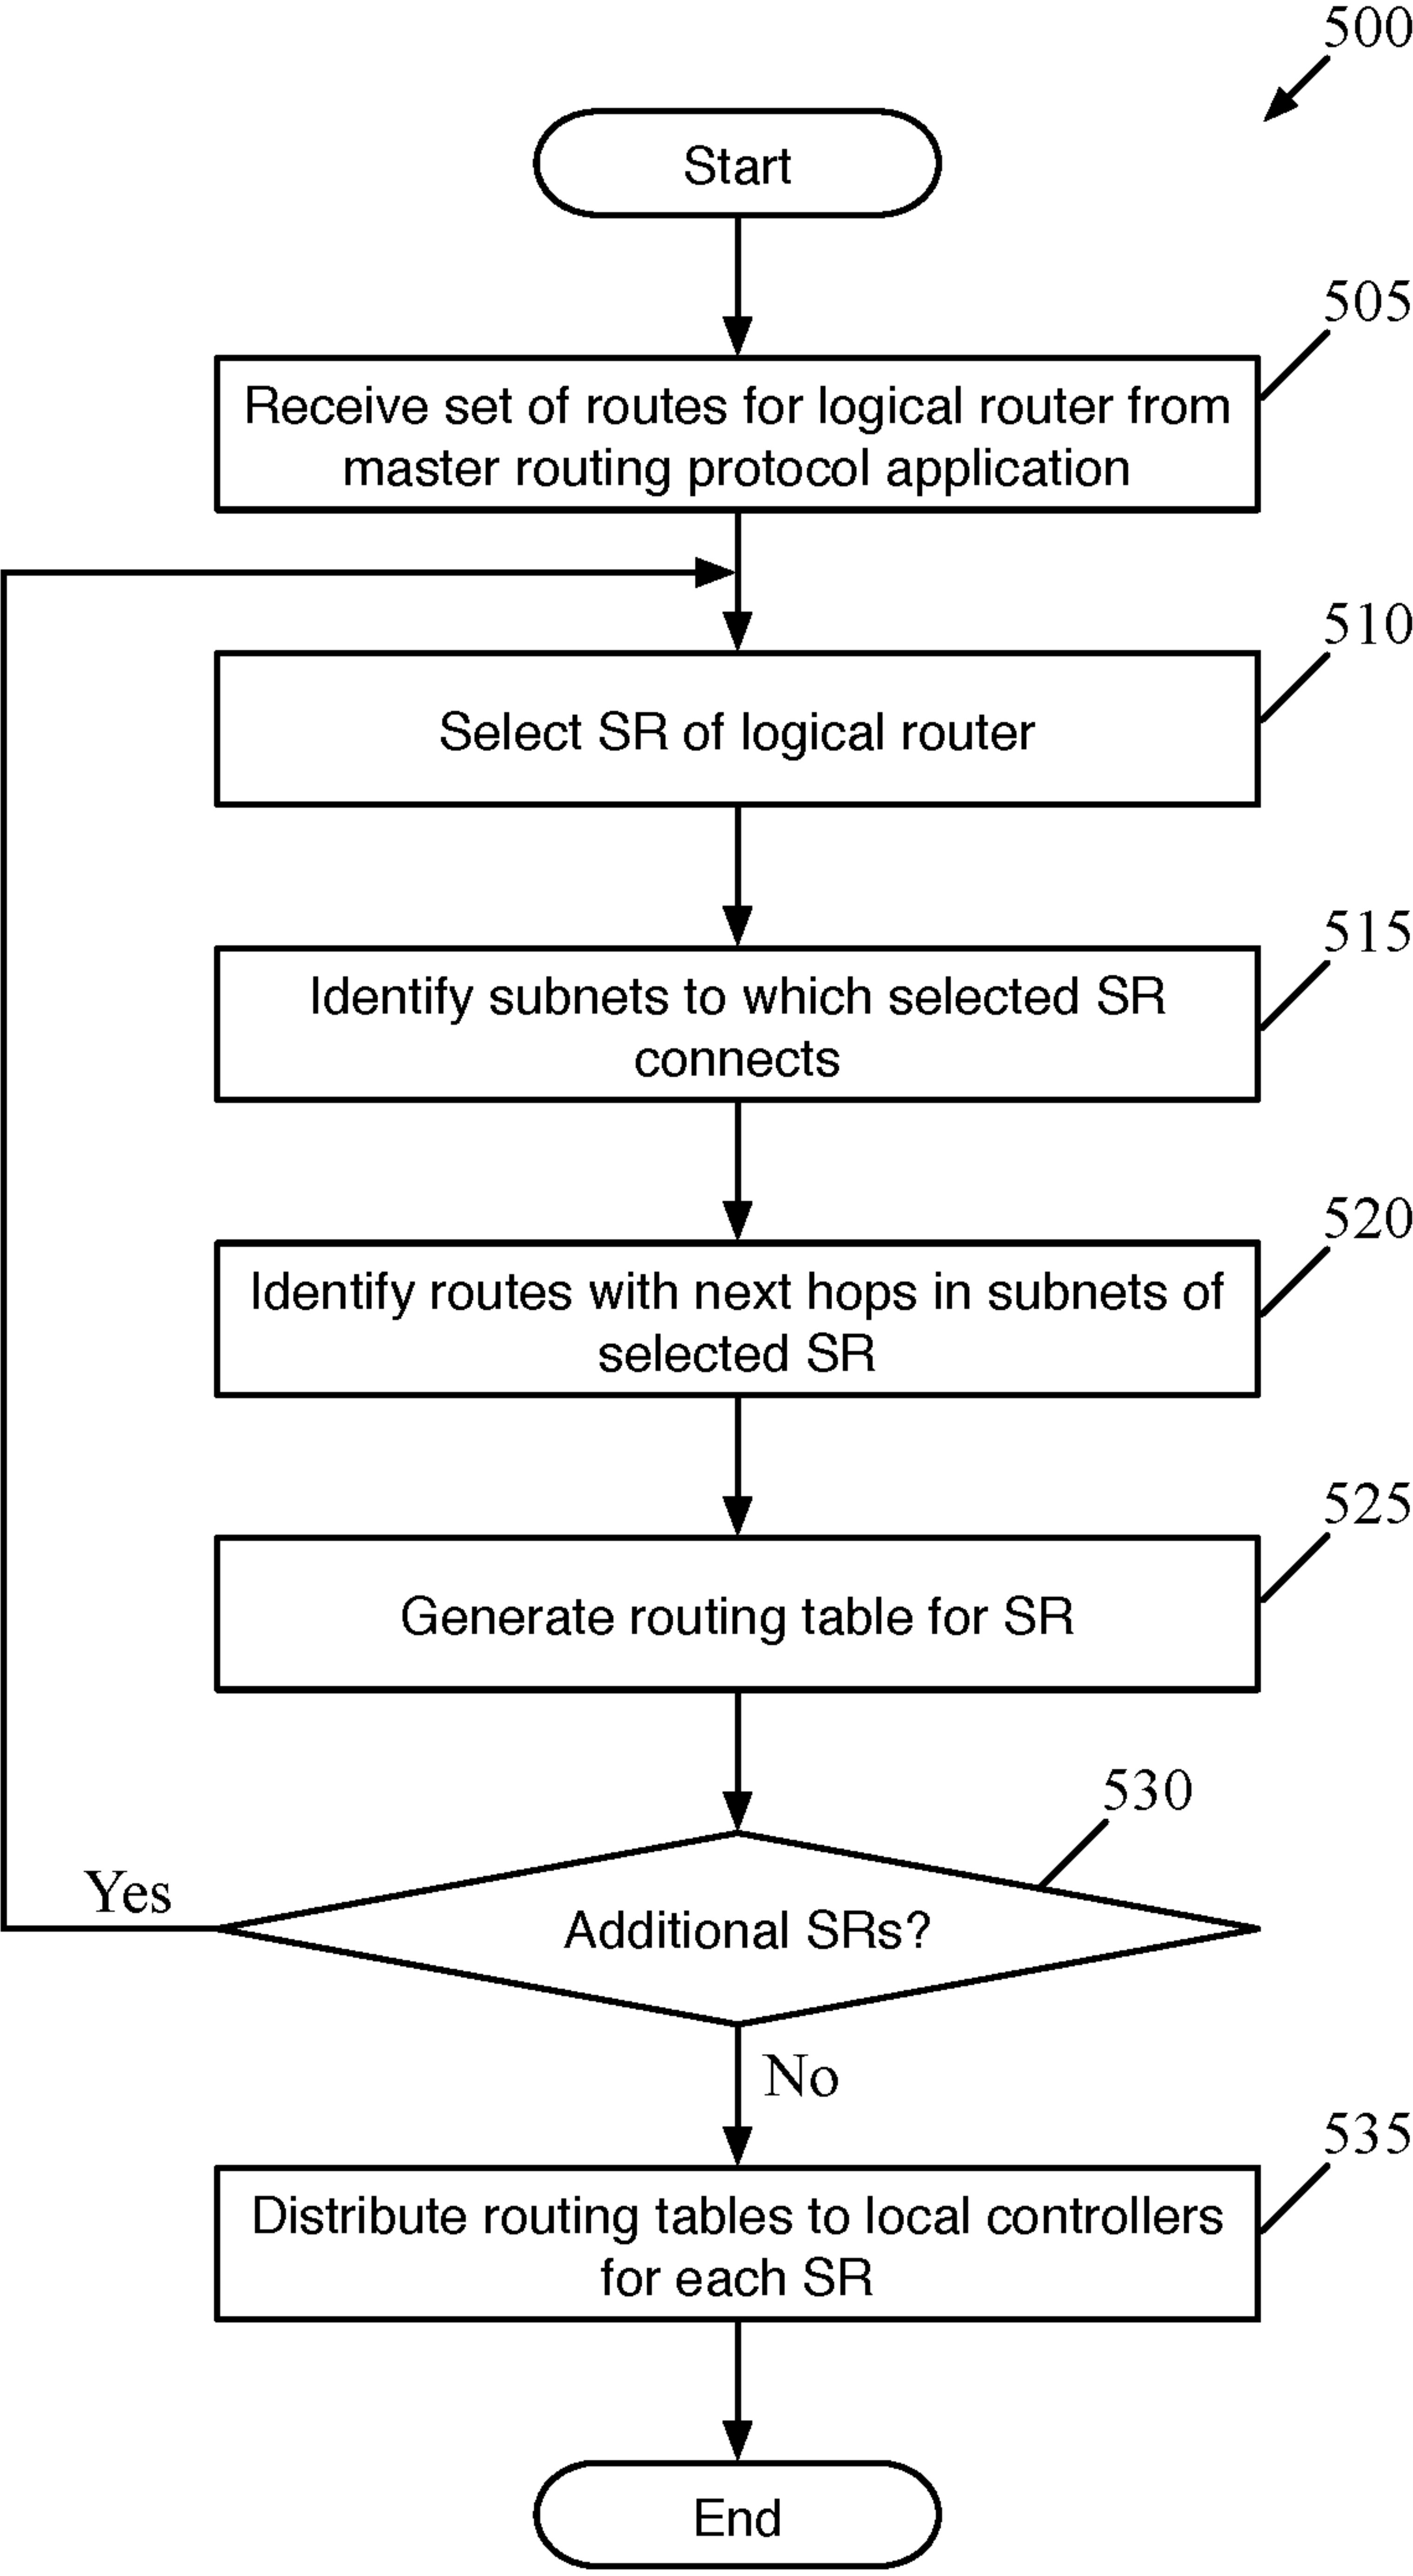 500
Start
505
Receive set of routes for logical router from
master routing protocol application
510
Select SR of logical router
515
Identify subnets to which selected SR
connects
520
Identify routes with next hops in subnets of
selected SR
525
Generate routing table for SR
530
Yes
Additional SRs?
No
535
Distribute routing tables to local controllers
for each SR
End